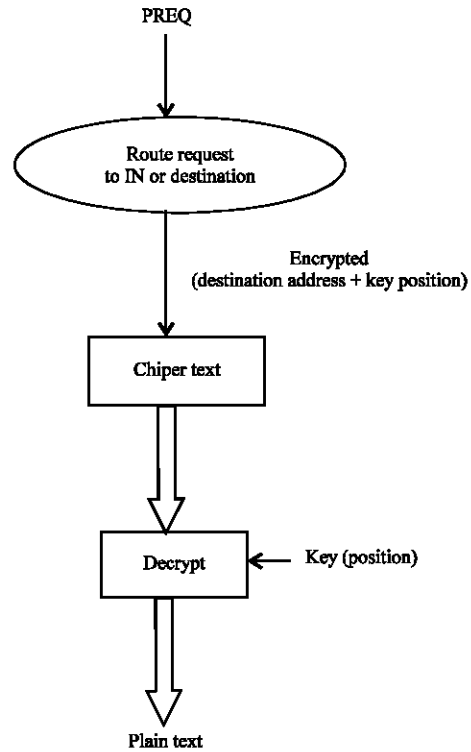 PREQ
Route request
to IN or destination
Encrypted
(destination address + key position)
Chiper text
Decrypt
Key (position)
Plain text